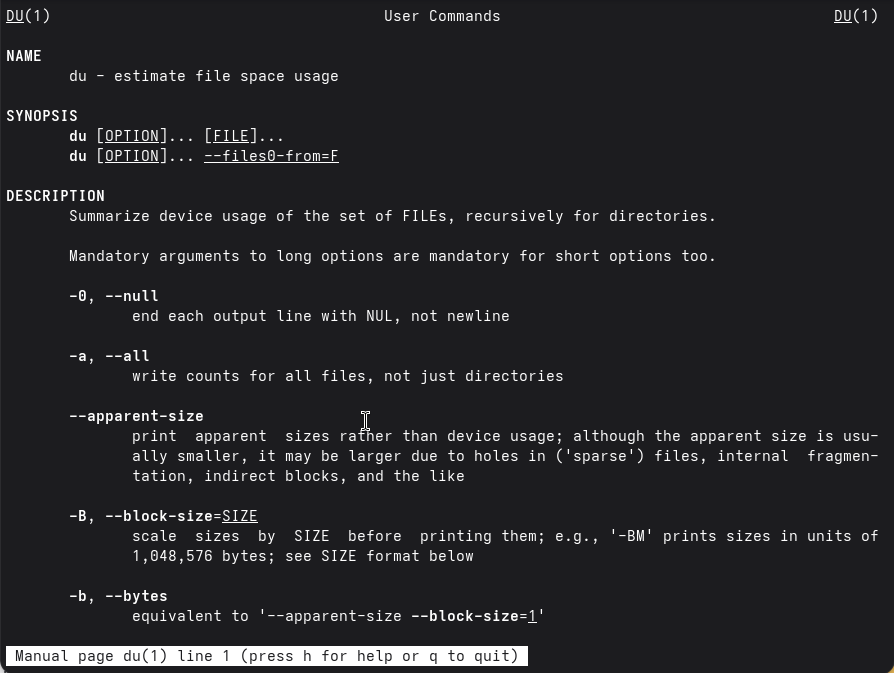 DU(1) User Commands DU(1)
NAME
du - estimate file space usage
SYNOPSIS
du [OPTION]... [FILE]...
du [OPTION]... --files0-from=F
DESCRIPTION
Summarize device usage of the set of FILEs, recursively for directories.
Mandatory arguments to long options are mandatory for short options too.
-0, --null
end each output line with NUL, not newline
-a, --all
write counts for all files, not just directories
--apparent-size
print  apparent  sizes rather than device usage; although the apparent size is usu-
ally smaller, it may be larger due to holes in ('sparse') files, internal  fragmen-
tation, indirect blocks, and the like
-B, --block-size=SIZE
scale  sizes  by  SIZE  before  printing them; e.g., '-BM' prints sizes in units of
1,048,576 bytes; see SIZE format below
-b, --bytes
equivalent to '--apparent-size --block-size=1'
Manual page du(1) line 1 (press h for help or q to quit)